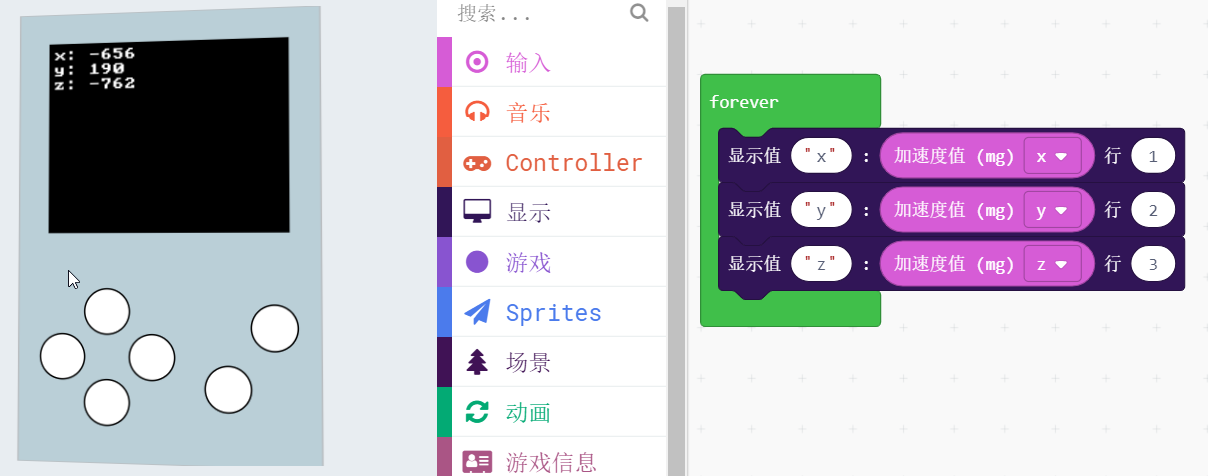 x: -656
y: 190
z: -762
搜索...
输入
音乐
Controller
显示
游戏
Sprites
场景
动画
游戏信息
forever
显示值 "x" : 加速度值 (mg) x 行 1
显示值 "y" : 加速度值 (mg) y 行 2
显示值 "z" : 加速度值 (mg) z 行 3